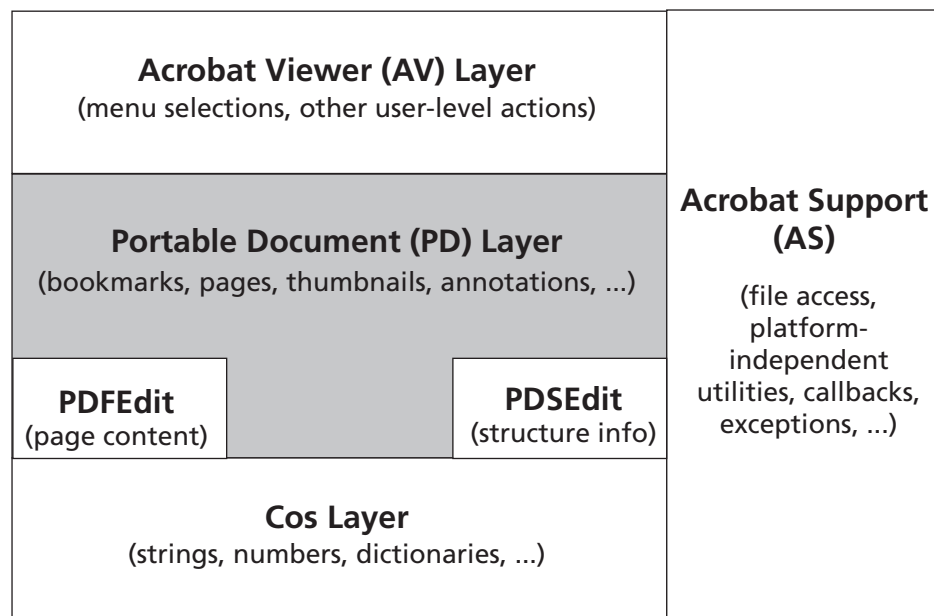 Acrobat Viewer (AV) Layer
(menu selections, other user-level actions)
Portable Document (PD) Layer
(bookmarks, pages, thumbnails, annotations, ...)
PDFEdit
(page content)
PDSEdit
(structure info)
Cos Layer
(strings, numbers, dictionaries, ...)
Acrobat Support
(AS)
(file access,
platform-
independent
utilities, callbacks,
exceptions, ...)